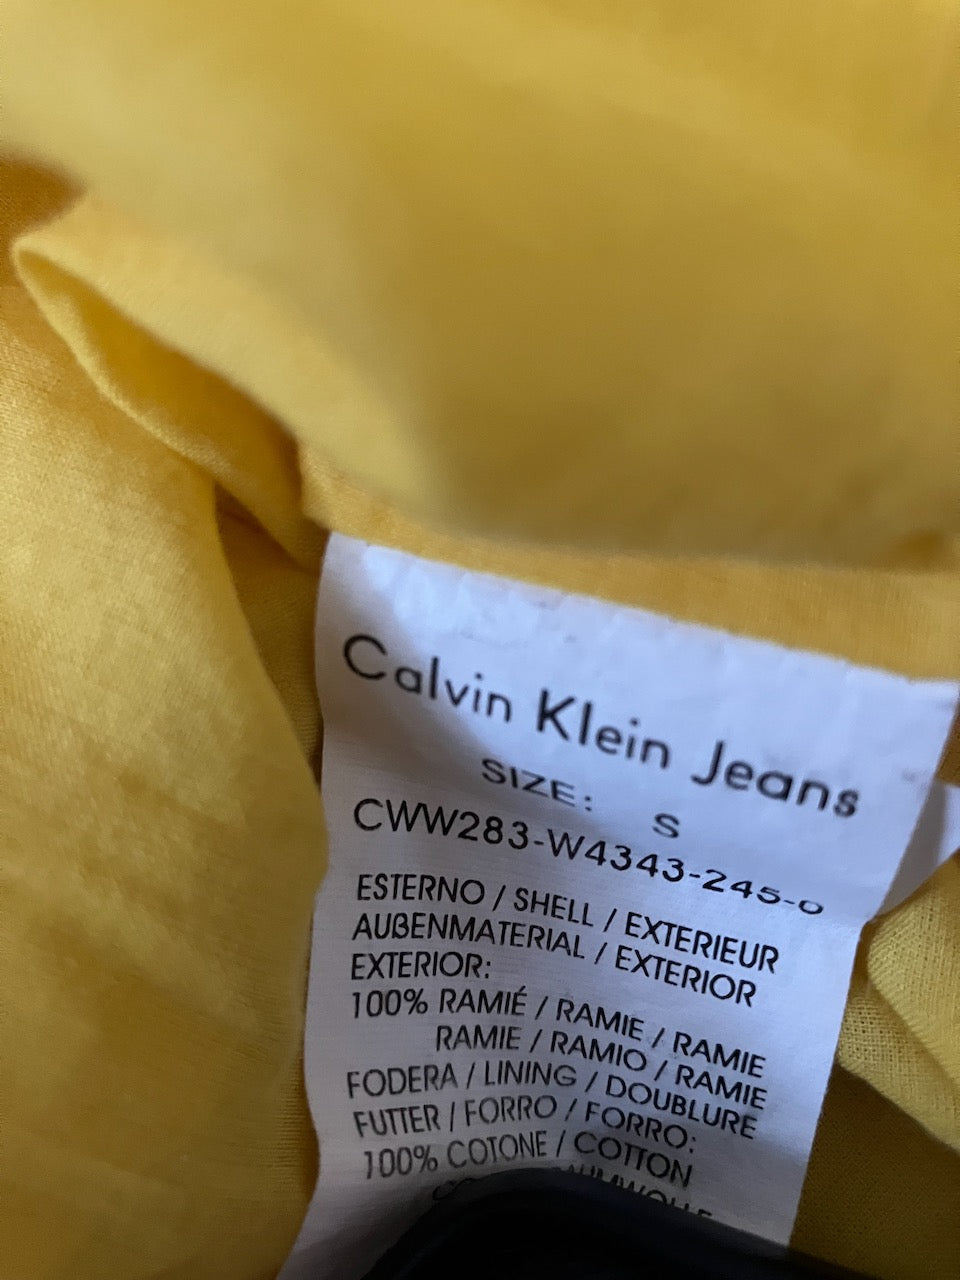 Calvin Klein Jeans
SIZE: S
CWW283-W4343-245-0
ESTERNO / SHELL / EXTERIEUR
AUßENMATERIAL / EXTERIOR
EXTERIOR:
100% RAMIÉ / RAMIE / RAMIE
RAMIE / RAMIO / RAMIE
FODERA / LINING / DOUBLURE
FUTTER / FORRO / FORRO:
100% COTONE / COTTON